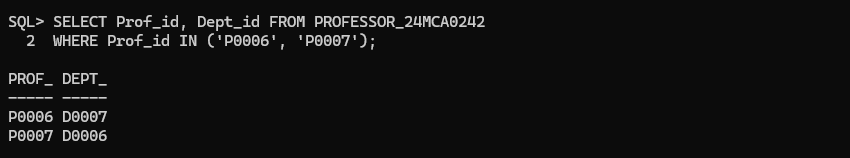 SQL> SELECT Prof_id, Dept_id FROM PROFESSOR_24MCA0242
2 WHERE Prof_id IN ('P0006', 'P0007');
PROF_ DEPT_
----- -----
P0006 D0007
P0007 D0006